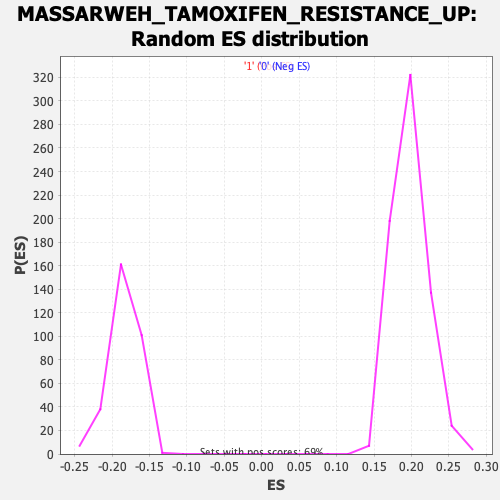 MASSARWEH_TAMOXIFEN_RESISTANCE_UP:
Random ES distribution
'1' ( '0' (Neg ES)
P(ES)
320
300
280
260
240
220
200
180
160
140
120
100
80
60
40
20
0
Sets with pos scores: 69%
-0.25 -0.20 -0.15 -0.10 -0.05 0.00 0.05 0.10 0.15 0.20 0.25 0.30
ES